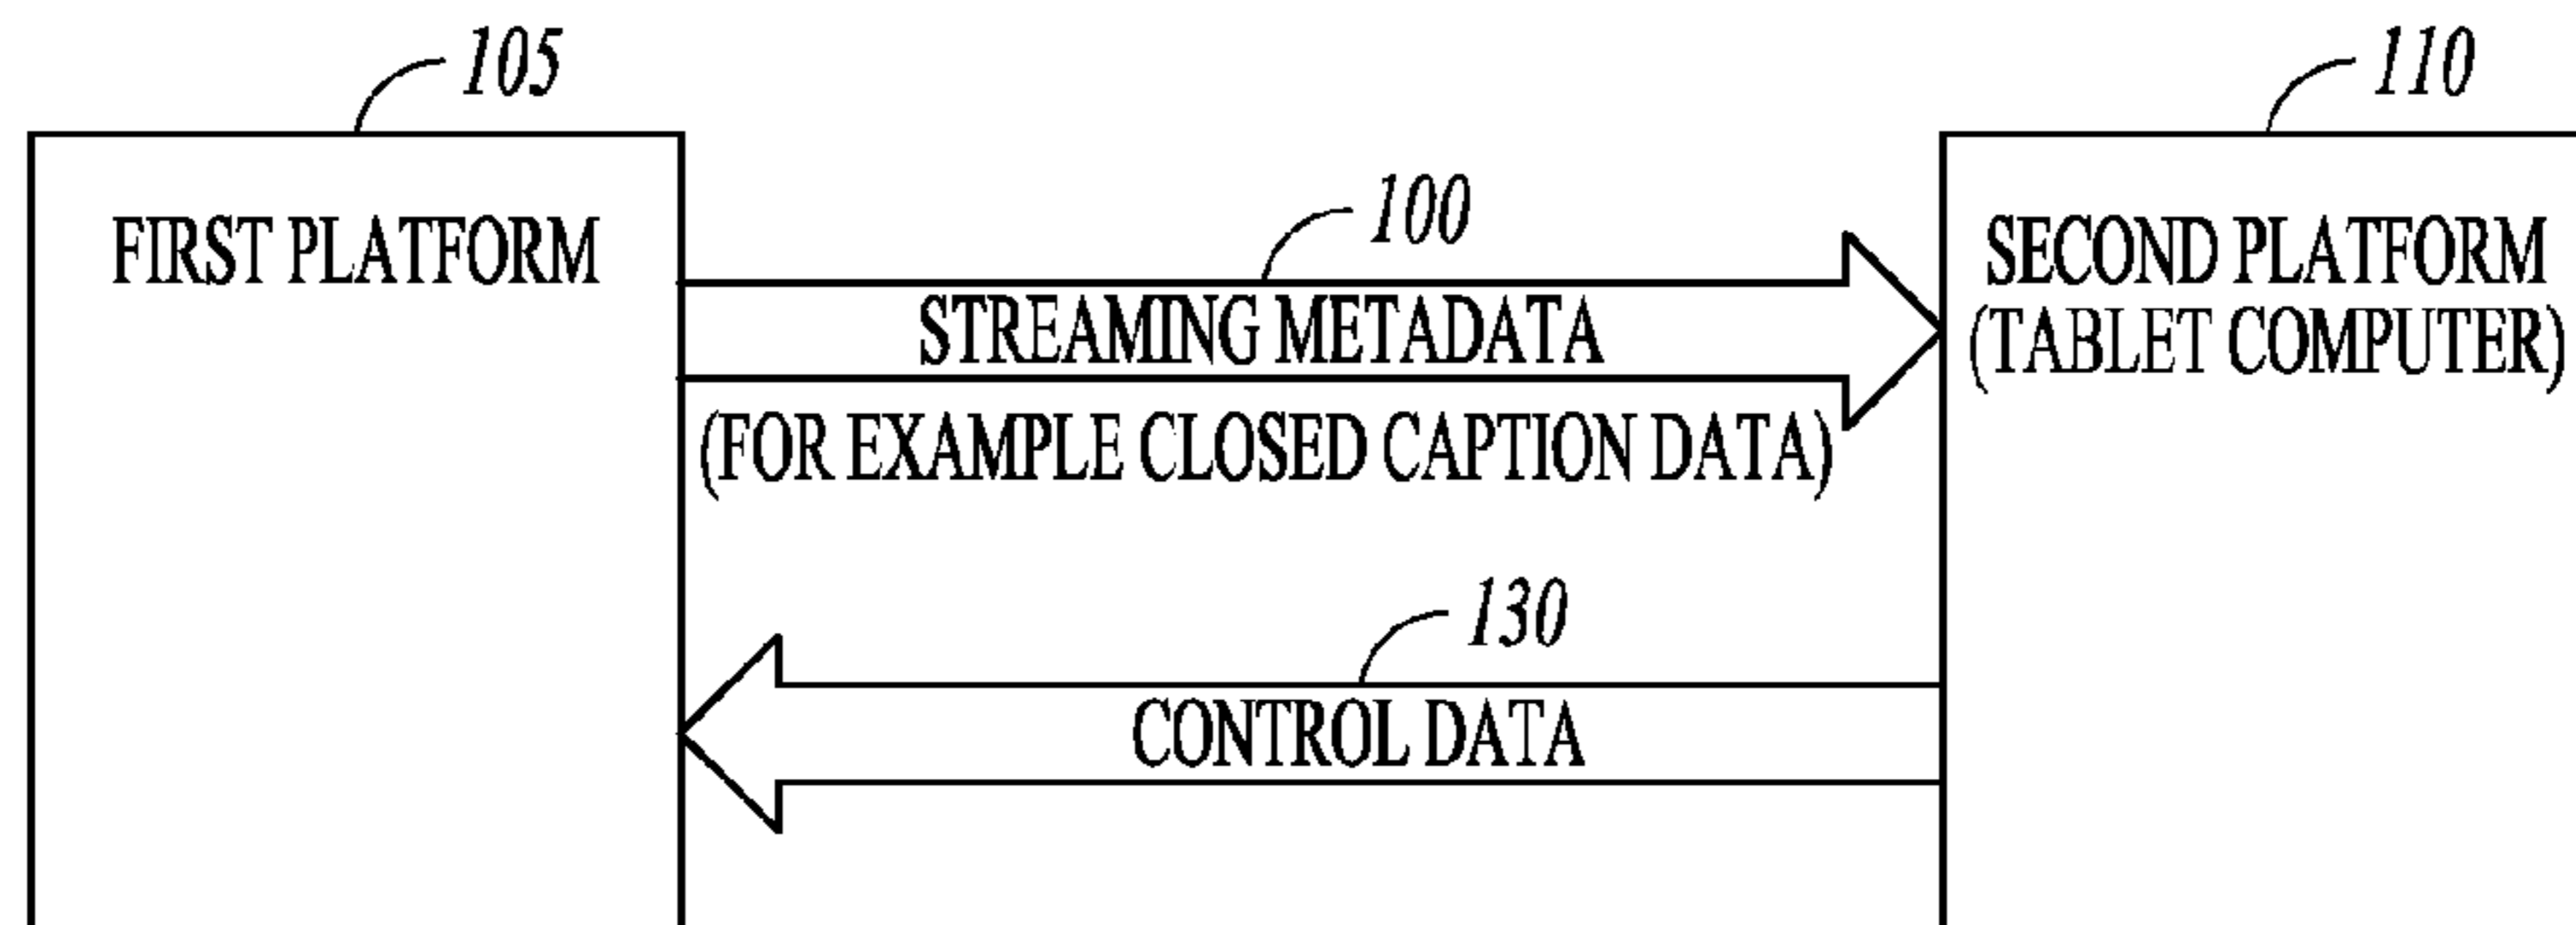 105
110
100
FIRST PLATFORM
SECOND PLATFORM
(TABLET COMPUTER)
STREAMING METADATA
(FOR EXAMPLE CLOSED CAPTION DATA)
130
CONTROL DATA